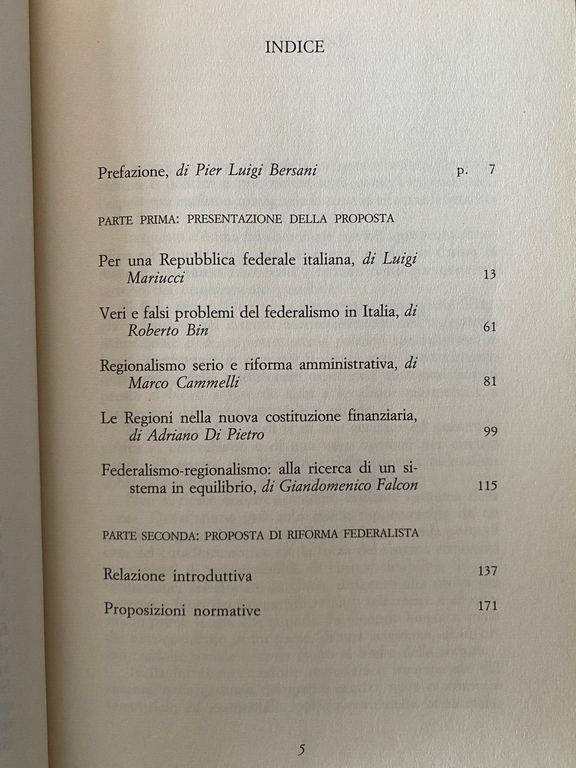 INDICE
Prefazione, di Pier Luigi Bersani p. 7
PARTE PRIMA: PRESENTAZIONE DELLA PROPOSTA
Per una Repubblica federale italiana, di Luigi
Mariucci 13
Veri e falsi problemi del federalismo in Italia, di
Roberto Bin 61
Regionalismo serio e riforma amministrativa, di
Marco Cammelli 81
Le Regioni nella nuova costituzione finanziaria,
di Adriano Di Pietro 99
Federalismo-regionalismo: alla ricerca di un si-
stema in equilibrio, di Giandomenico Falcon 115
PARTE SECONDA: PROPOSTA DI RIFORMA FEDERALISTA
Relazione introduttiva 137
Proposizioni normative 171
5